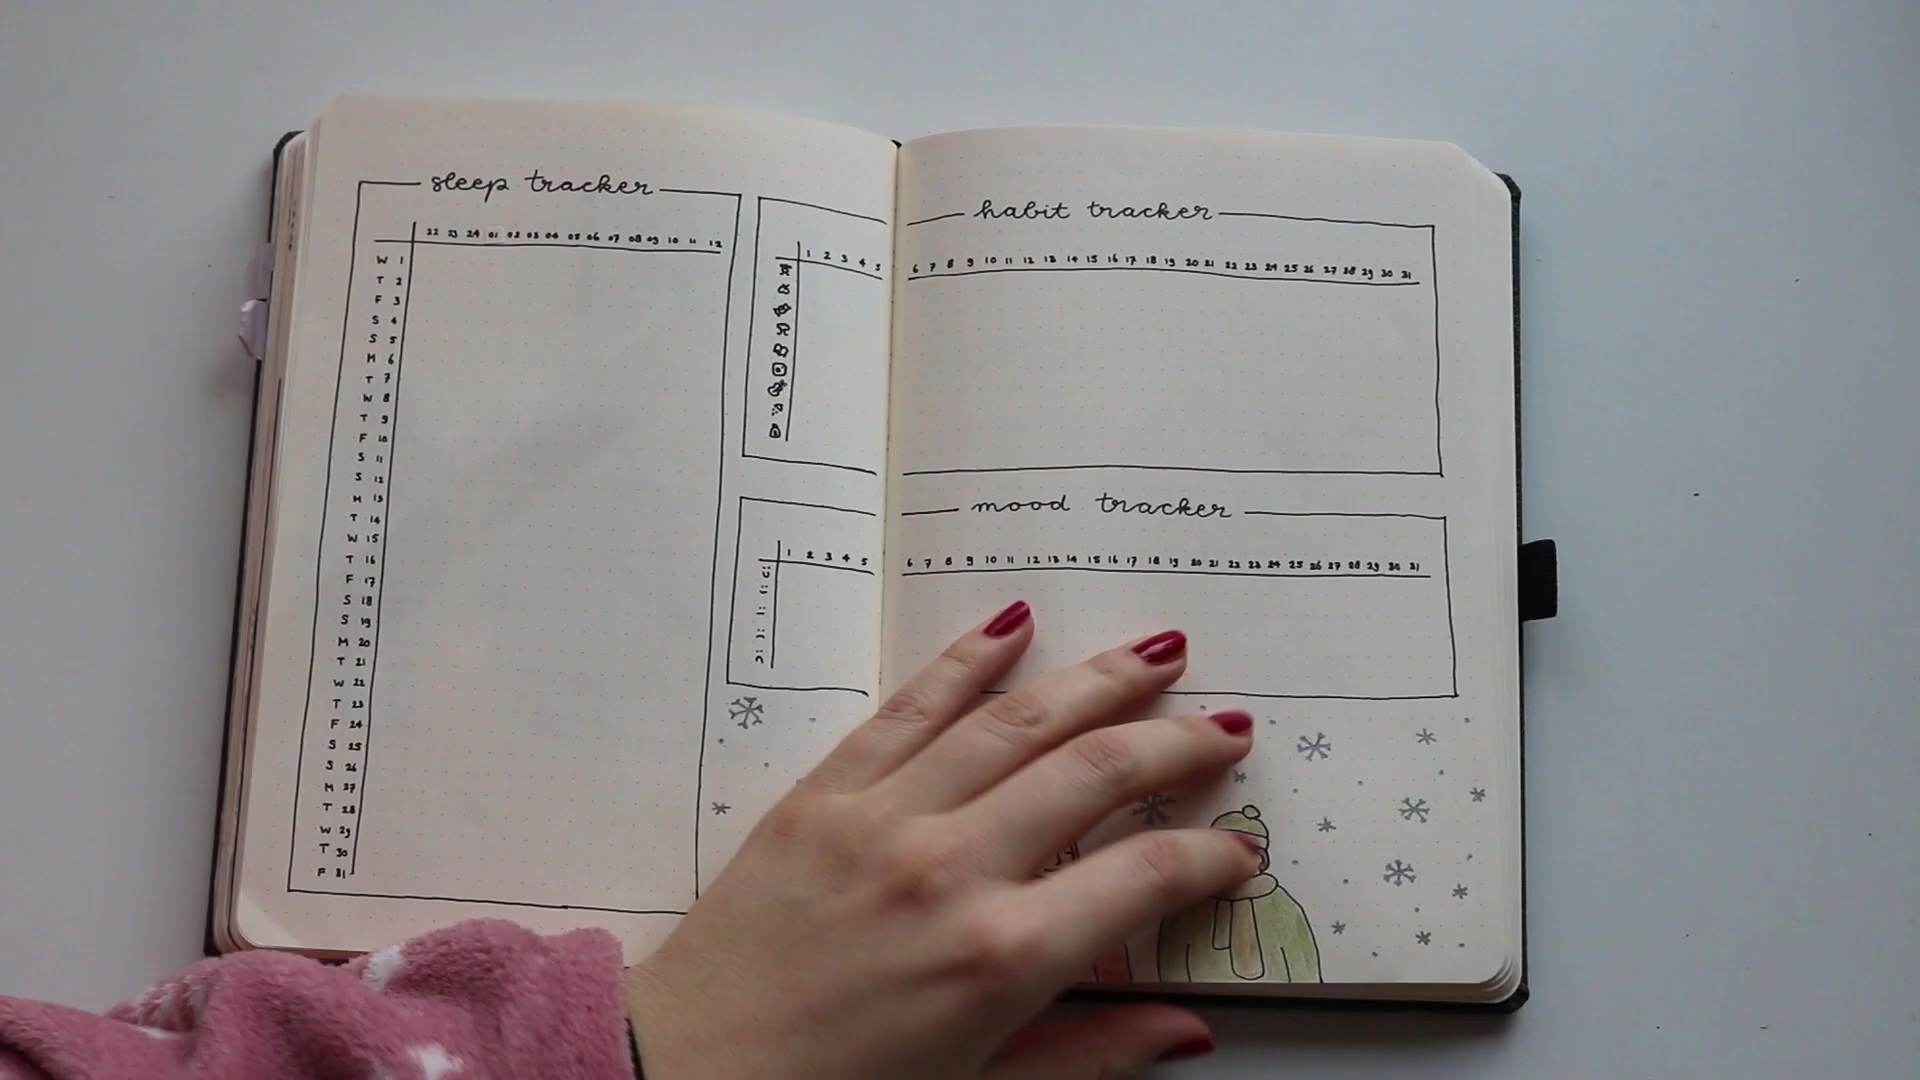 sleep tracker
22 23 24 01 02 03 04 05 06 07 08 09 10 11 12
W 1
T 2
F 3
S 4
S 5
M 6
T 7
W 8
T 9
F 10
S 11
S 12
M 13
T 14
W 15
T 16
F 17
S 18
S 19
M 20
T 21
W 22
T 23
F 24
S 25
S 26
M 27
T 28
W 29
T 30
F 31
habit tracker
1 2 3 4 5 6 7 8 9 10 11 12 13 14 15 16 17 18 19 20 21 22 23 24 25 26 27 28 29 30 31
mood tracker
1 2 3 4 5 6 7 8 9 10 11 12 13 14 15 16 17 18 19 20 21 22 23 24 25 26 27 28 29 30 31